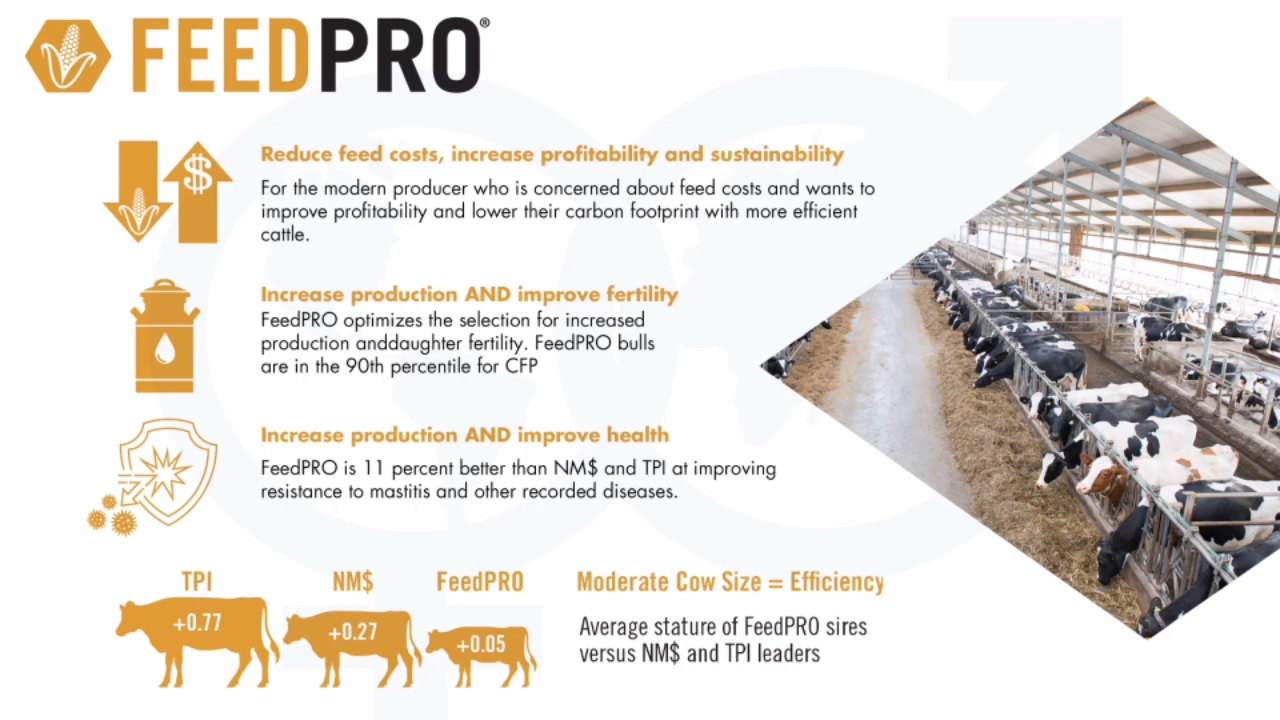 FEEDPRO®
Reduce feed costs, increase profitability and sustainability
For the modern producer who is concerned about feed costs and wants to
improve profitability and lower their carbon footprint with more efficient
cattle.
Increase production AND improve fertility
FeedPRO optimizes the selection for increased
production anddaughter fertility. FeedPRO bulls
are in the 90th percentile for CFP
Increase production AND improve health
FeedPRO is 11 percent better than NM$ and TPI at improving
resistance to mastitis and other recorded diseases.
TPI NM$ FeedPRO Moderate Cow Size = Efficiency
+0.77 +0.27 +0.05
Average stature of FeedPRO sires
versus NM$ and TPI leaders
$